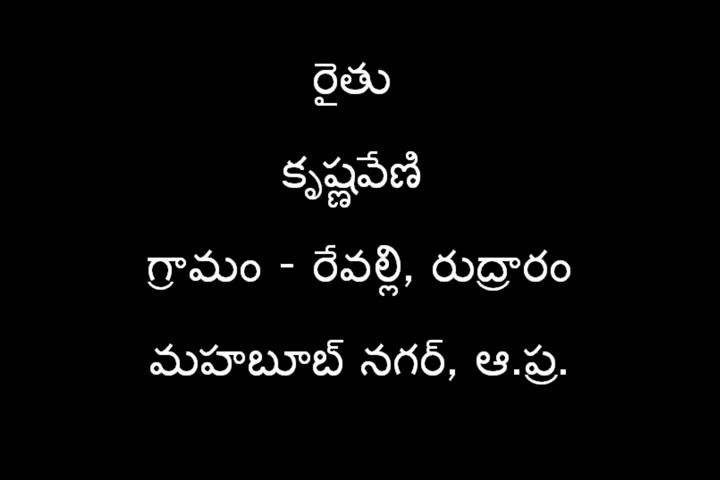 రైతు
కృష్ణవేణి
గ్రామం - రేవల్లి, రుద్రారం
మహబూబ్ నగర్, ఆ.ప్ర.